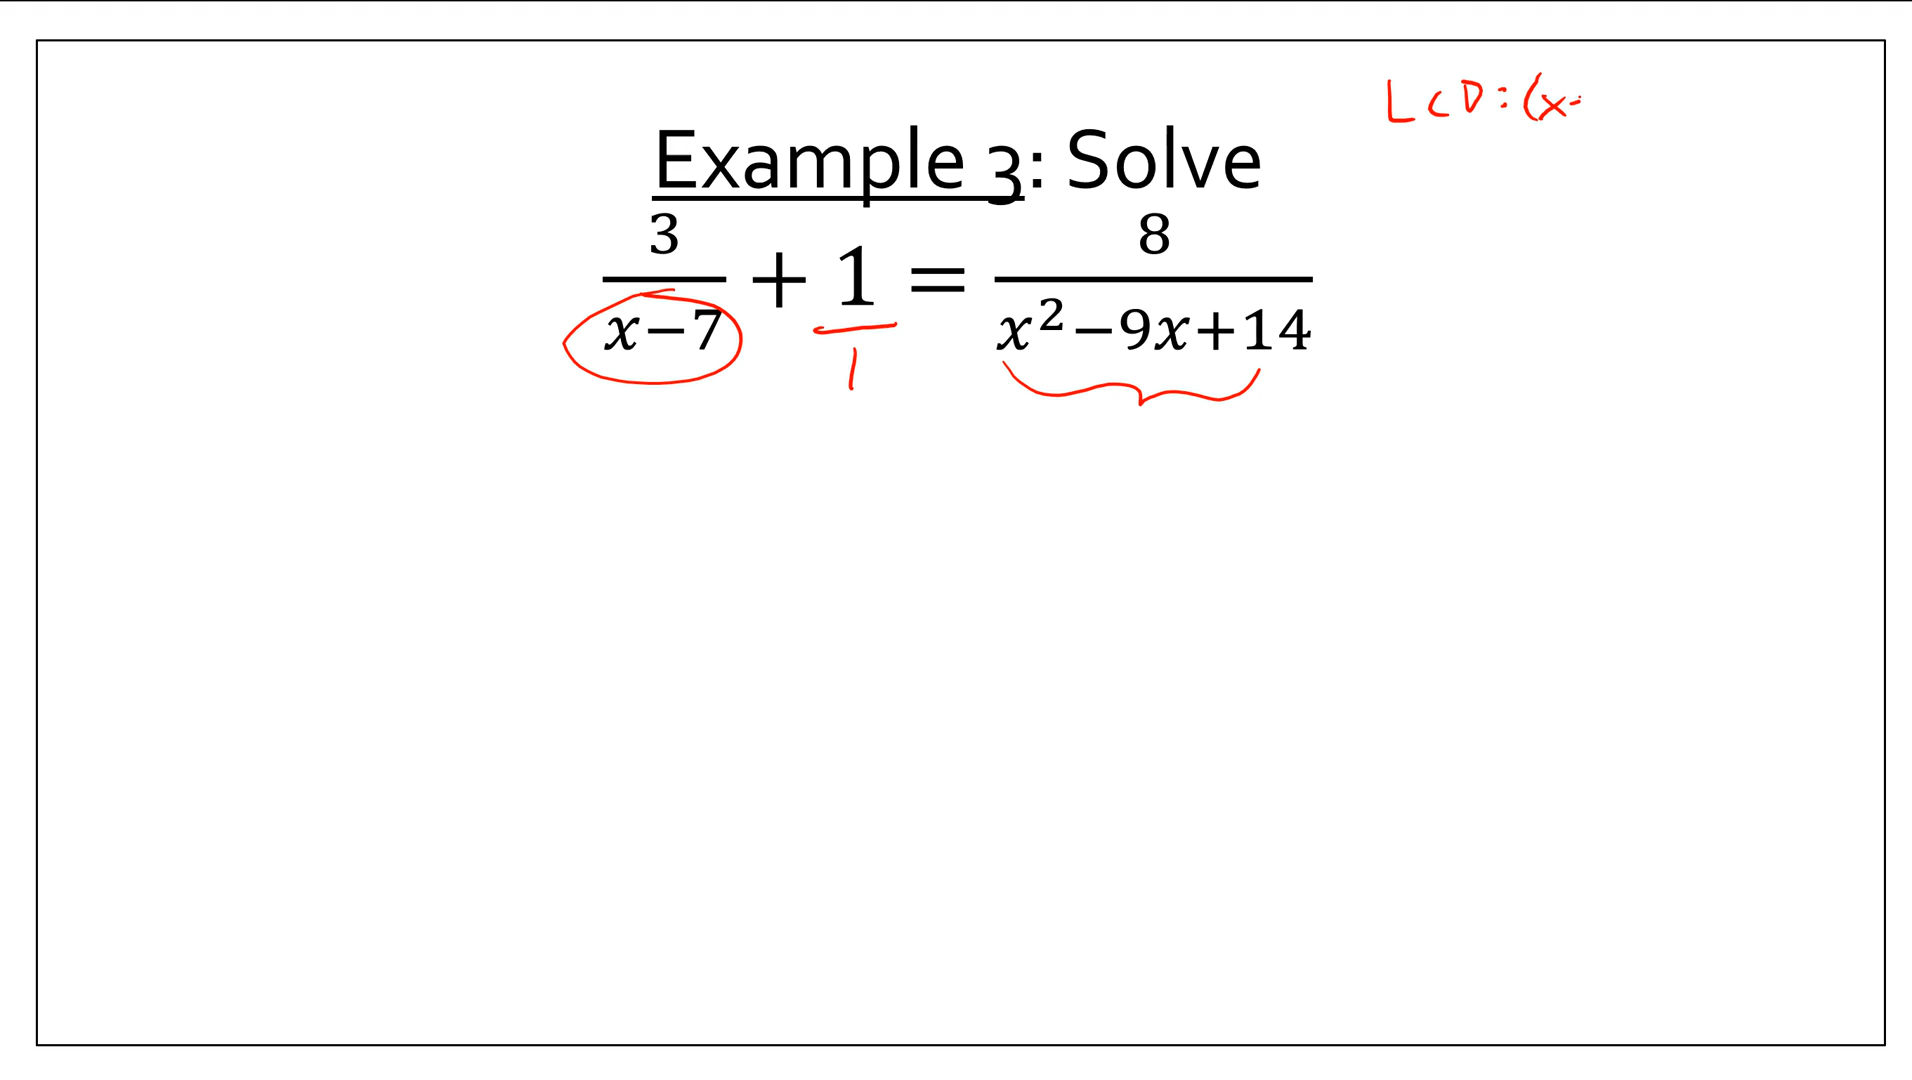 LCD: (x-
Example 3: Solve
3/(x−7) + 1/1 = 8/(x²−9x+14)